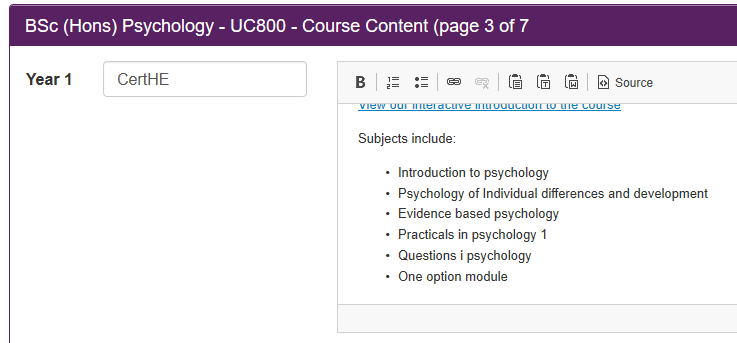 BSc (Hons) Psychology - UC800 - Course Content (page 3 of 7
Year 1
CertHE
B
Source
View our interactive introduction to the course
Subjects include:
• Introduction to psychology
• Psychology of Individual differences and development
• Evidence based psychology
• Practicals in psychology 1
• Questions i psychology
• One option module